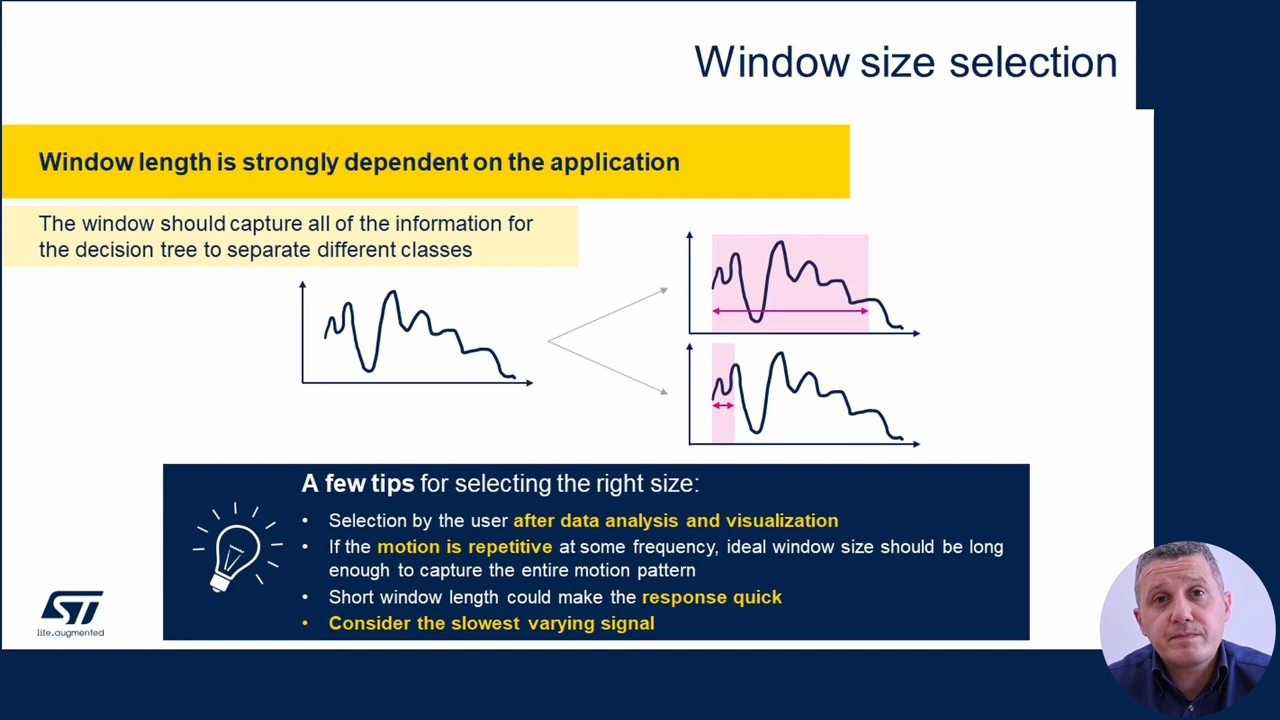 Window size selection
Window length is strongly dependent on the application
The window should capture all of the information for
the decision tree to separate different classes
A few tips for selecting the right size:
• Selection by the user after data analysis and visualization
• If the motion is repetitive at some frequency, ideal window size should be long
enough to capture the entire motion pattern
• Short window length could make the response quick
• Consider the slowest varying signal
ST
life.augmented